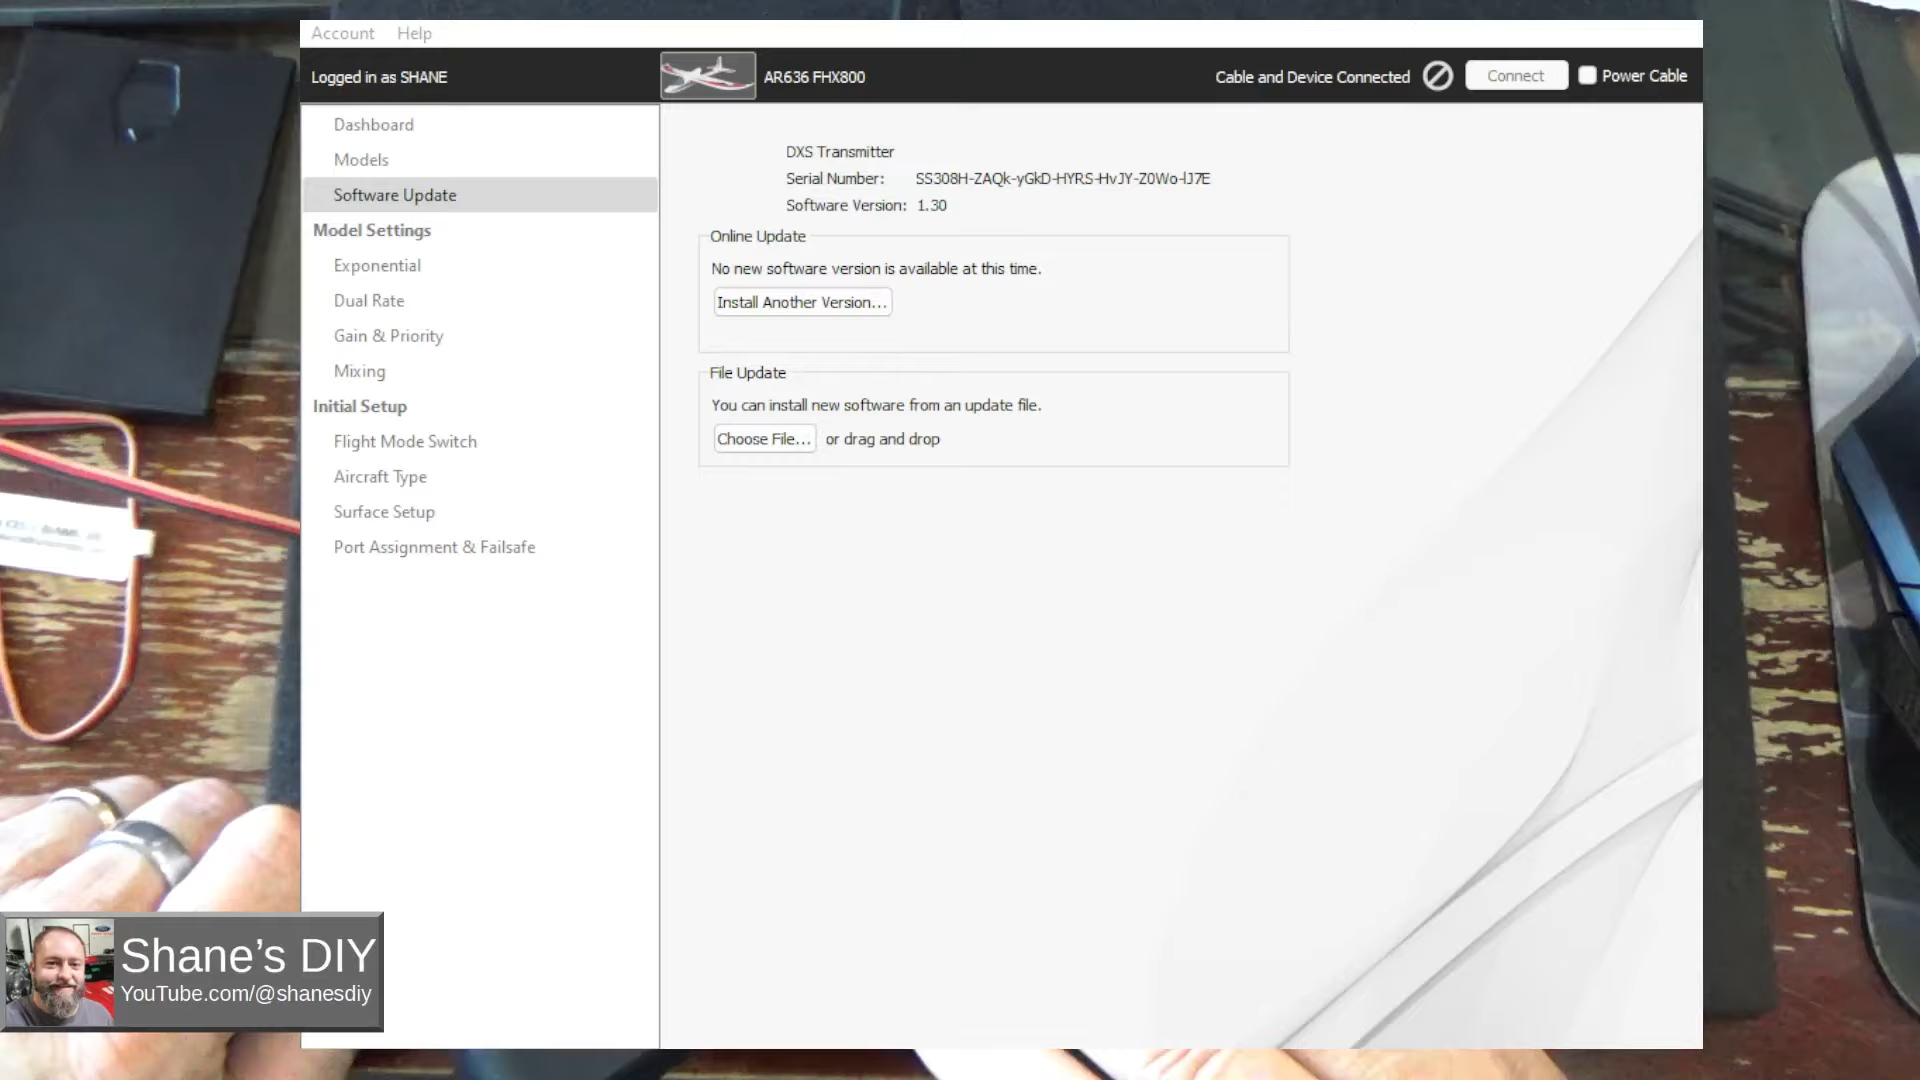 Account Help
Logged in as SHANE
AR636 FHX800
Cable and Device Connected
Connect
Power Cable
Dashboard
Models
Software Update
Model Settings
Exponential
Dual Rate
Gain & Priority
Mixing
Initial Setup
Flight Mode Switch
Aircraft Type
Surface Setup
Port Assignment & Failsafe
DXS Transmitter
Serial Number: SS308H-ZAQk-yGkD-HYRS-HvJY-Z0Wo-lJ7E
Software Version: 1.30
Online Update
No new software version is available at this time.
Install Another Version...
File Update
You can install new software from an update file.
Choose File... or drag and drop
Shane's DIY
YouTube.com/@shanesdiy